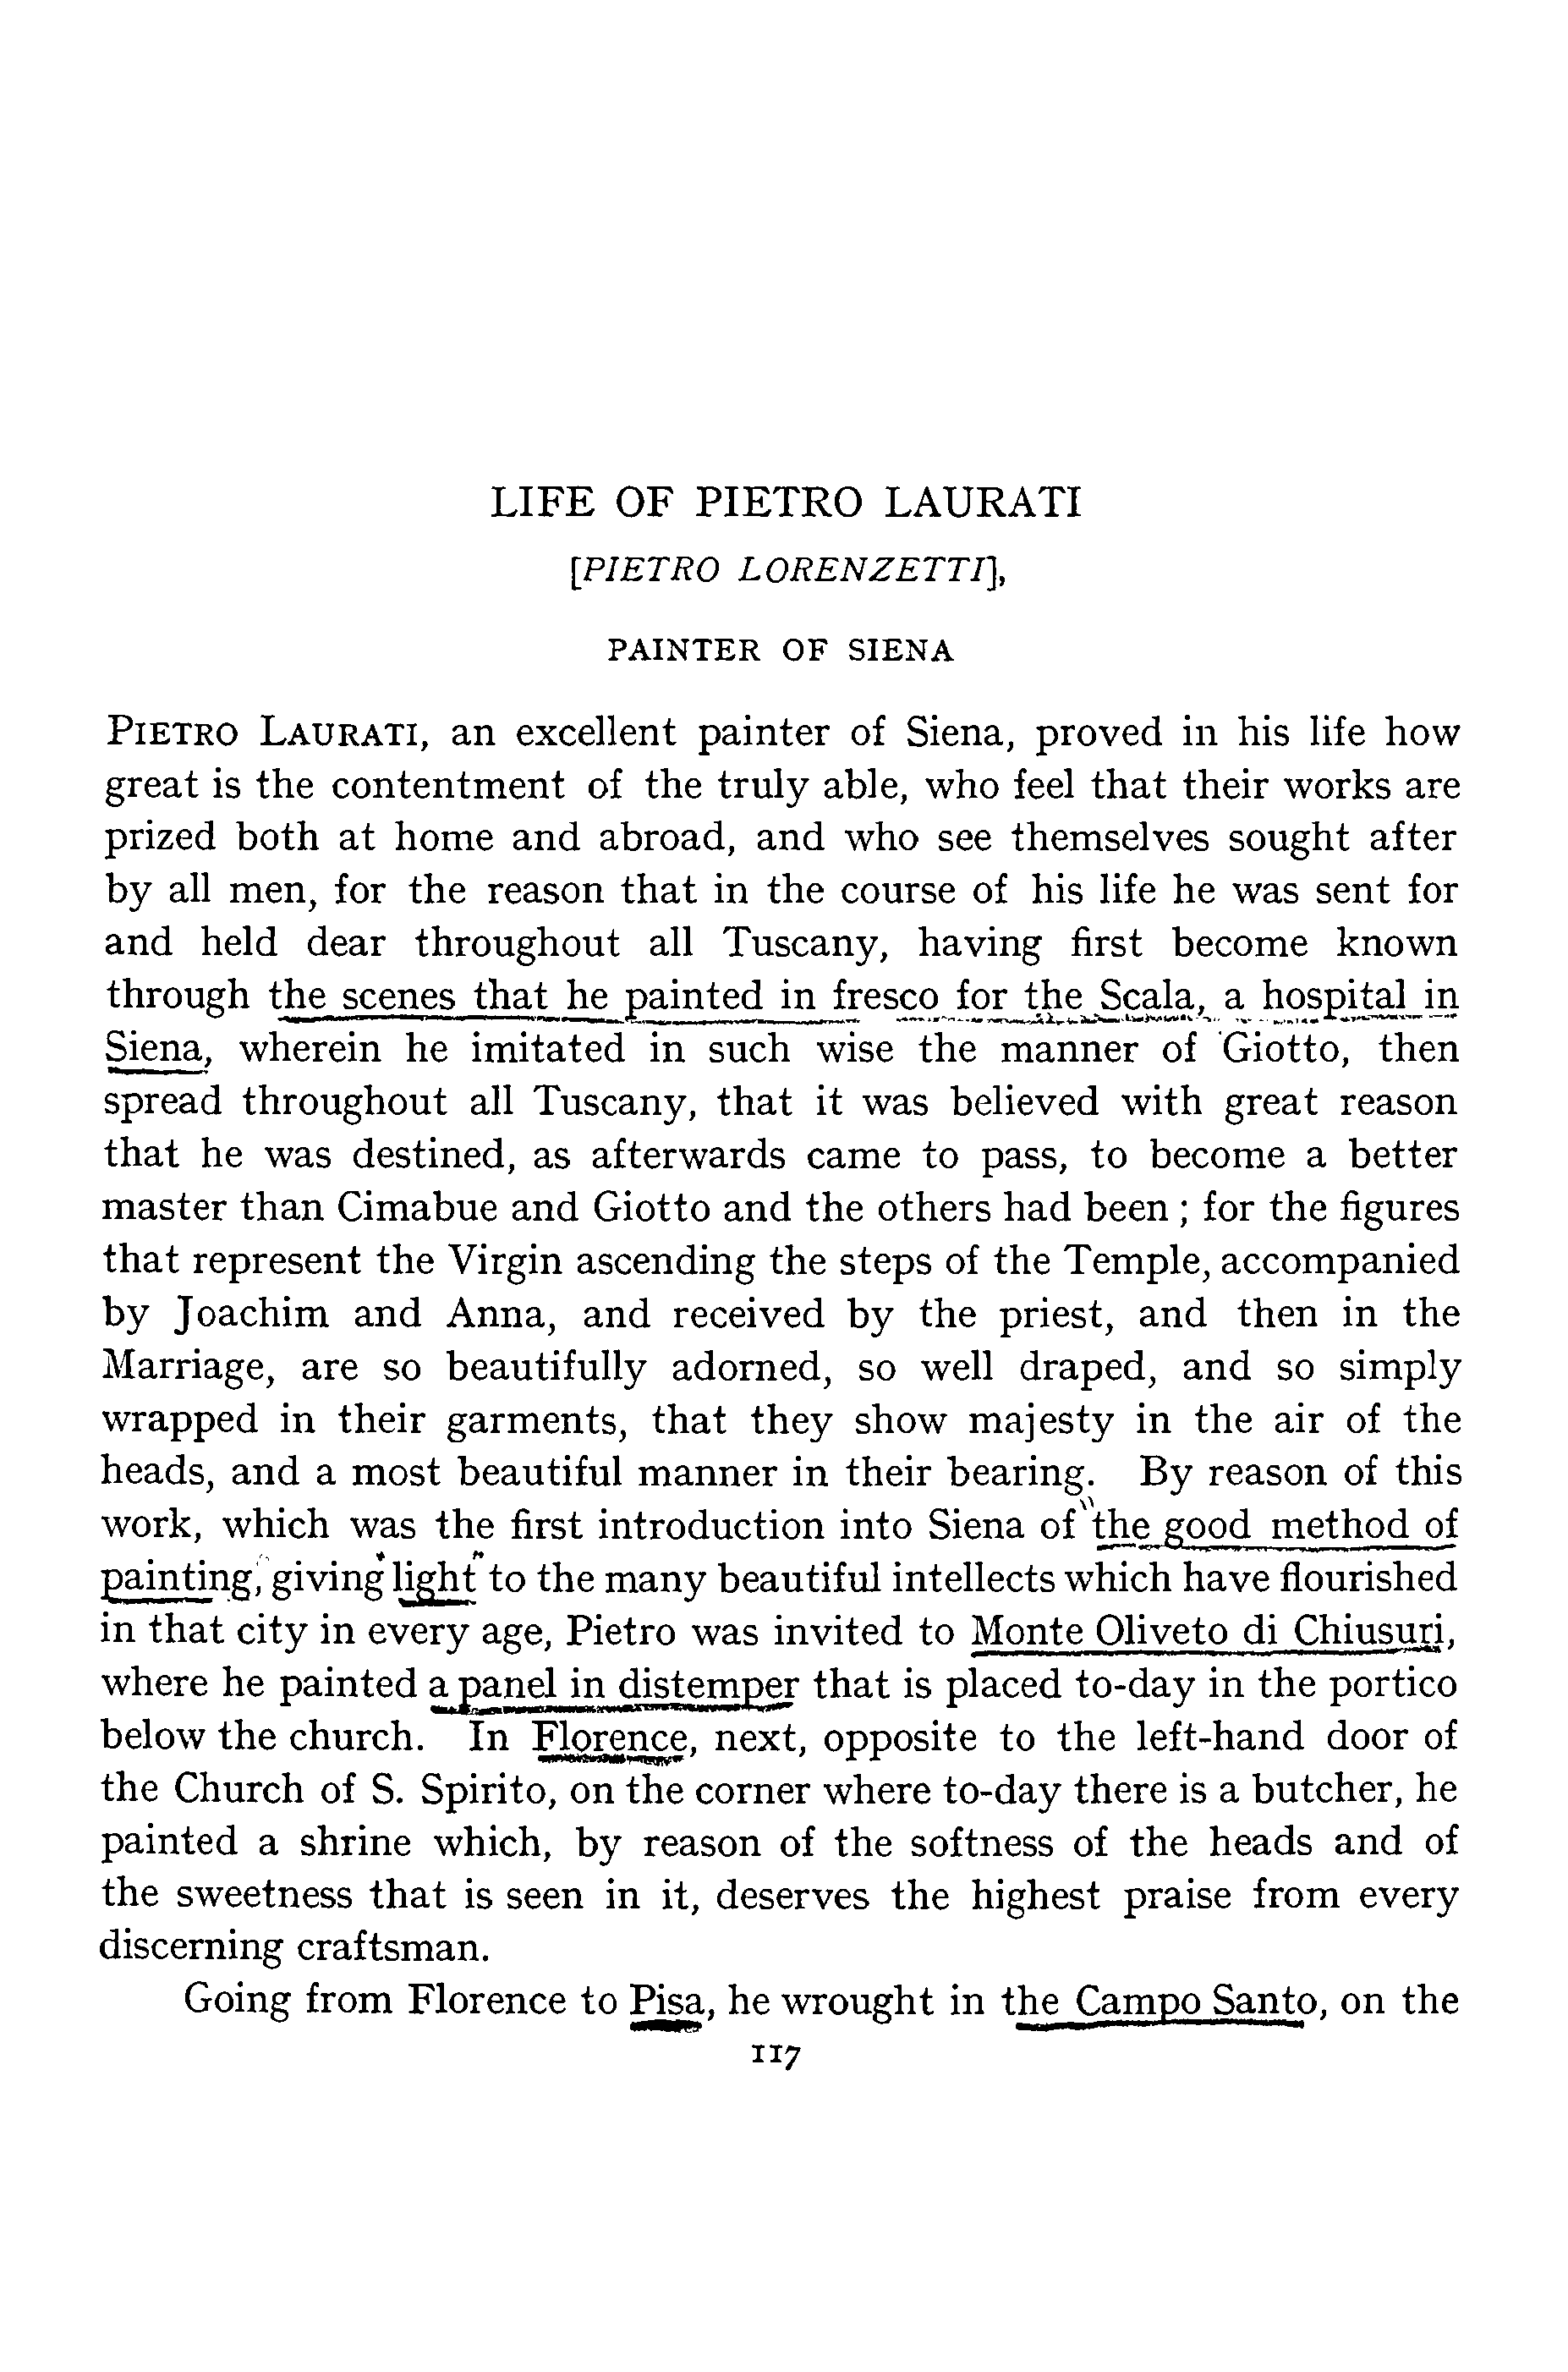 LIFE OF PIETRO LAURATI
[PIETRO LORENZETTI],
PAINTER OF SIENA
PIETRO LAURATI, an excellent painter of Siena, proved in his life how
great is the contentment of the truly able, who feel that their works are
prized both at home and abroad, and who see themselves sought after
by all men, for the reason that in the course of his life he was sent for
and held dear throughout all Tuscany, having first become known
through the scenes that he painted in fresco for the Scala, a hospital in
Siena, wherein he imitated in such wise the manner of Giotto, then
spread throughout all Tuscany, that it was believed with great reason
that he was destined, as afterwards came to pass, to become a better
master than Cimabue and Giotto and the others had been ; for the figures
that represent the Virgin ascending the steps of the Temple, accompanied
by Joachim and Anna, and received by the priest, and then in the
Marriage, are so beautifully adorned, so well draped, and so simply
wrapped in their garments, that they show majesty in the air of the
heads, and a most beautiful manner in their bearing. By reason of this
work, which was the first introduction into Siena of "the good method of
painting," giving "light" to the many beautiful intellects which have flourished
in that city in every age, Pietro was invited to Monte Oliveto di Chiusuri,
where he painted a panel in distemper that is placed to-day in the portico
below the church. In Florence, next, opposite to the left-hand door of
the Church of S. Spirito, on the corner where to-day there is a butcher, he
painted a shrine which, by reason of the softness of the heads and of
the sweetness that is seen in it, deserves the highest praise from every
discerning craftsman.
Going from Florence to Pisa, he wrought in the Campo Santo, on the
117